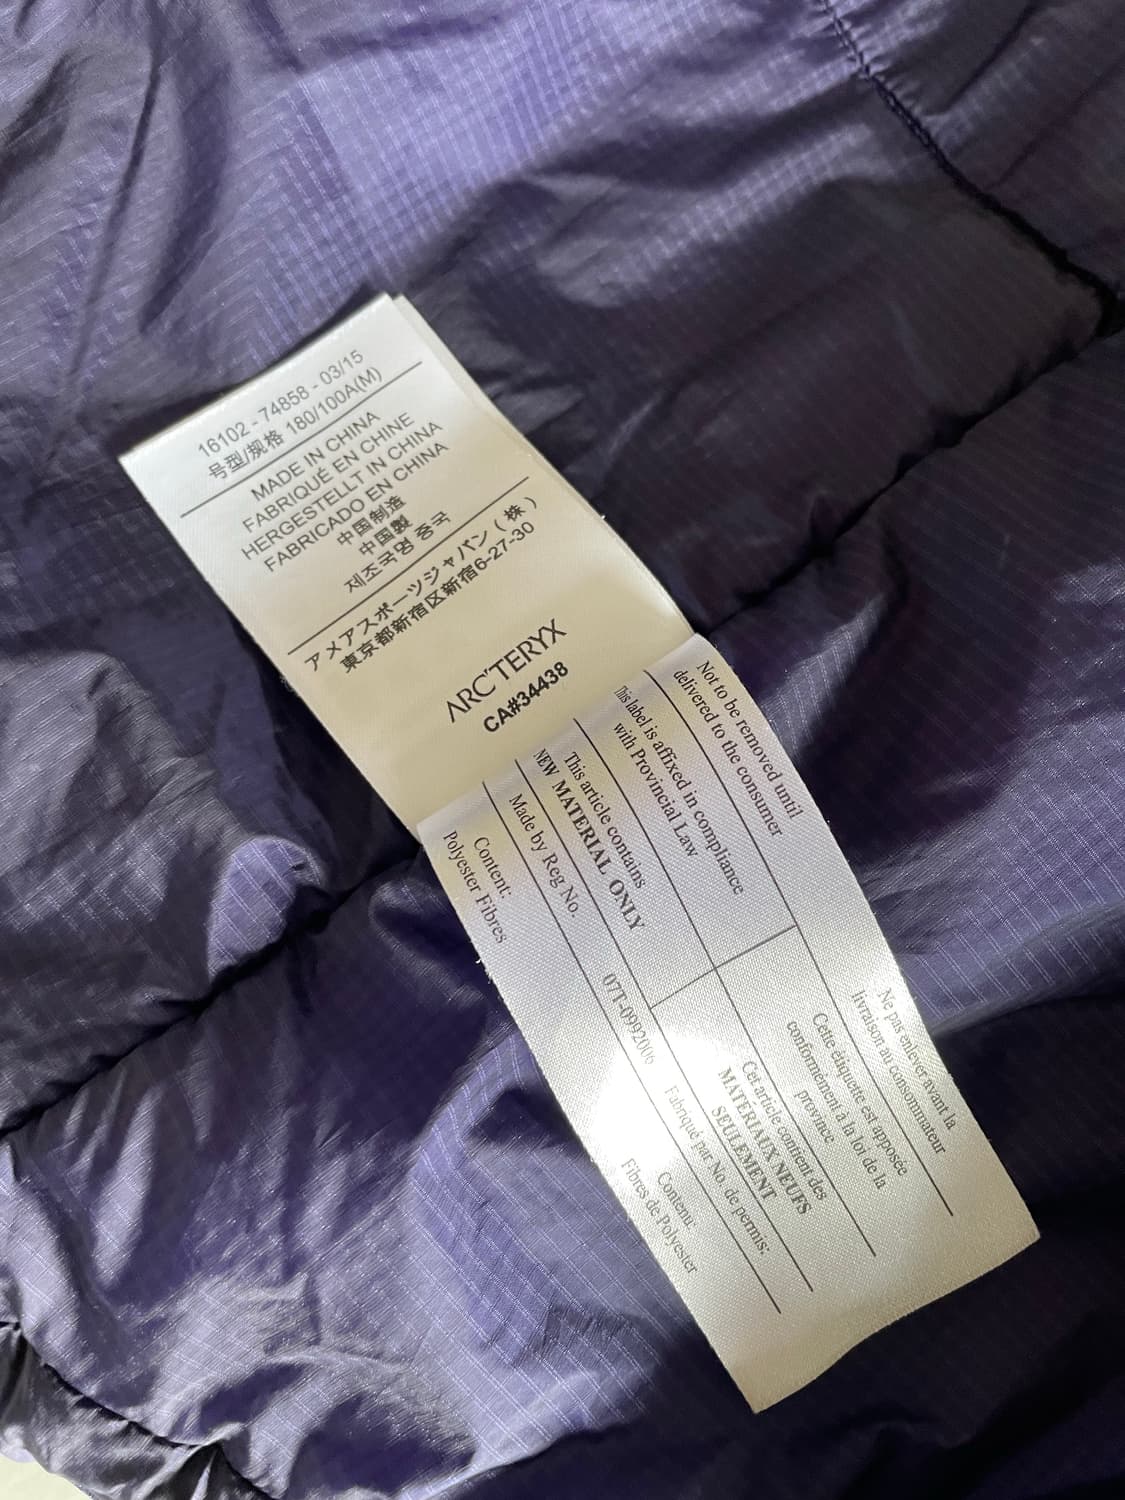 16102 - 74858 - 03/15
号型/规格 180/100A(M)
MADE IN CHINA
FABRIQUÉ EN CHINE
HERGESTELLT IN CHINA
FABRICADO EN CHINA
中国制造
中国製
제조국명 중국
アメアスポーツジャパン（株）
東京都新宿区新宿6-27-30
ARC'TERYX
CA#34438
Not to be removed until
delivered to the consumer
Ne pas enlever avant la
livraison au consommateur
This label is affixed in compliance
with Provincial Law
Cette étiquette est apposée
conformément à la loi de la
province
This article contains
NEW MATERIAL ONLY
Cet article contient des
MATERIAUX NEUFS
SEULEMENT
Made by Reg No.
07T-0992006
Fabriqué par No. de permis:
Content:
Polyester Fibres
Contenu:
Fibres de Polyester